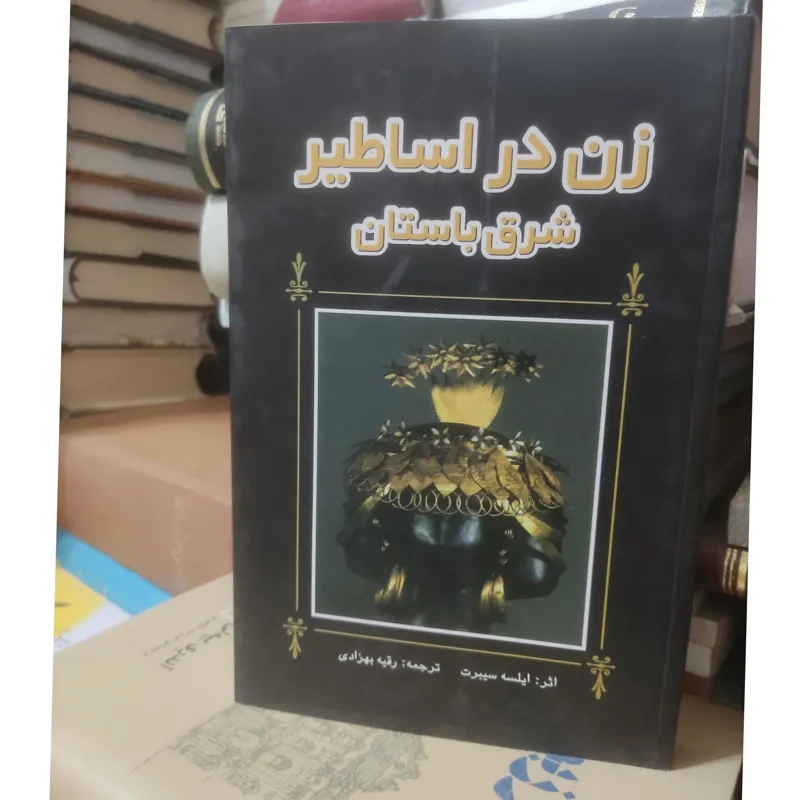 زن در اساطیر
شرق باستان
اثر: ایلسه سیبرت ترجمه: رقیه بهزادی